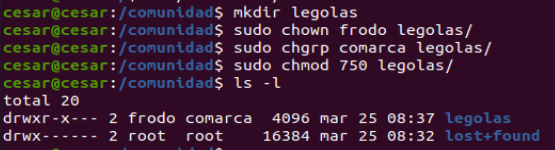 cesar@cesar:/comunidad$ mkdir legolas
cesar@cesar:/comunidad$ sudo chown frodo legolas/
cesar@cesar:/comunidad$ sudo chgrp comarca legolas/
cesar@cesar:/comunidad$ sudo chmod 750 legolas/
cesar@cesar:/comunidad$ ls -l
total 20
drwxr-x--- 2 frodo comarca  4096 mar 25 08:37 legolas
drwx------ 2 root  root    16384 mar 25 08:32 lost+found